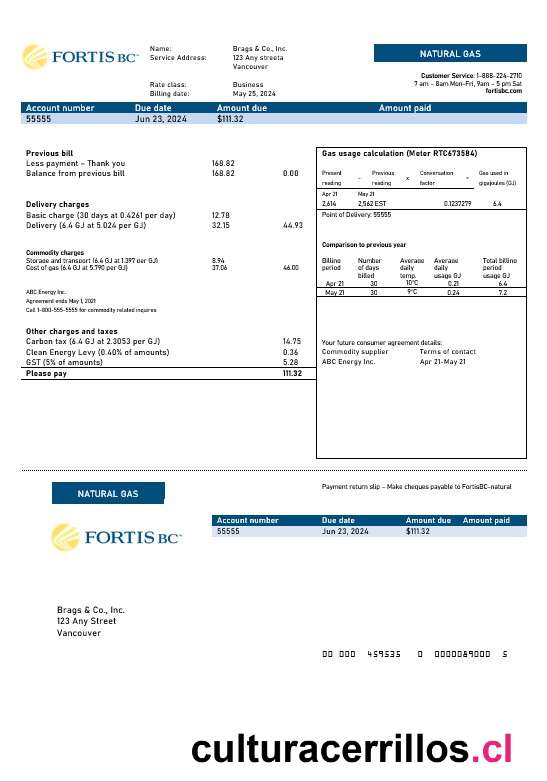 FORTIS BC™
Name: Brags & Co., Inc.
Service Address: 123 Any streeta
Vancouver
Rate class: Business
Billing date: May 25, 2024
NATURAL GAS
Customer Service: 1-888-224-2710
7 am – 8am Mon-Fri, 9am – 5 pm Sat
fortisbc.com
Account number Due date Amount due Amount paid
55555 Jun 23, 2024 $111.32
Previous bill
Less payment – Thank you 168.82
Balance from previous bill 168.82 0.00
Delivery charges
Basic charge (30 days at 0.4261 per day) 12.78
Delivery (6.4 GJ at 5.024 per GJ) 32.15 44.93
Commodity charges
Storage and transport (6.4 GJ at 1.397 per GJ) 8.94
Cost of gas (6.4 GJ at 5.790 per GJ) 37.06 46.00
ABC Energy Inc.
Agreement ends May 1, 2021
Call 1-800-555-5555 for commodity related inquires
Other charges and taxes
Carbon tax (6.4 GJ at 2.3053 per GJ) 14.75
Clean Energy Levy (0.40% of amounts) 0.36
GST (5% of amounts) 5.28
Please pay 111.32
Gas usage calculation (Meter RTC673584)
Present reading – Previous reading x Conversation factor = Gas used in gigajoules (GJ)
Apr 21 May 21
2,614 2,562 EST 0.1237279 6.4
Point of Delivery: 55555
Comparison to previous year
Billing period Number of days billed Average daily temp. Average daily usage GJ Total billing period usage GJ
Apr 21 30 10°C 0.21 6.4
May 21 30 9°C 0.24 7.2
Your future consumer agreement details:
Commodity supplier Terms of contact
ABC Energy Inc. Apr 21-May 21
NATURAL GAS
Payment return slip – Make cheques payable to FortisBC-natural
FORTIS BC™
Account number Due date Amount due Amount paid
55555 Jun 23, 2024 $111.32
Brags & Co., Inc.
123 Any Street
Vancouver
00 000 459535 0 0000089000 5
culturacerrillos.cl